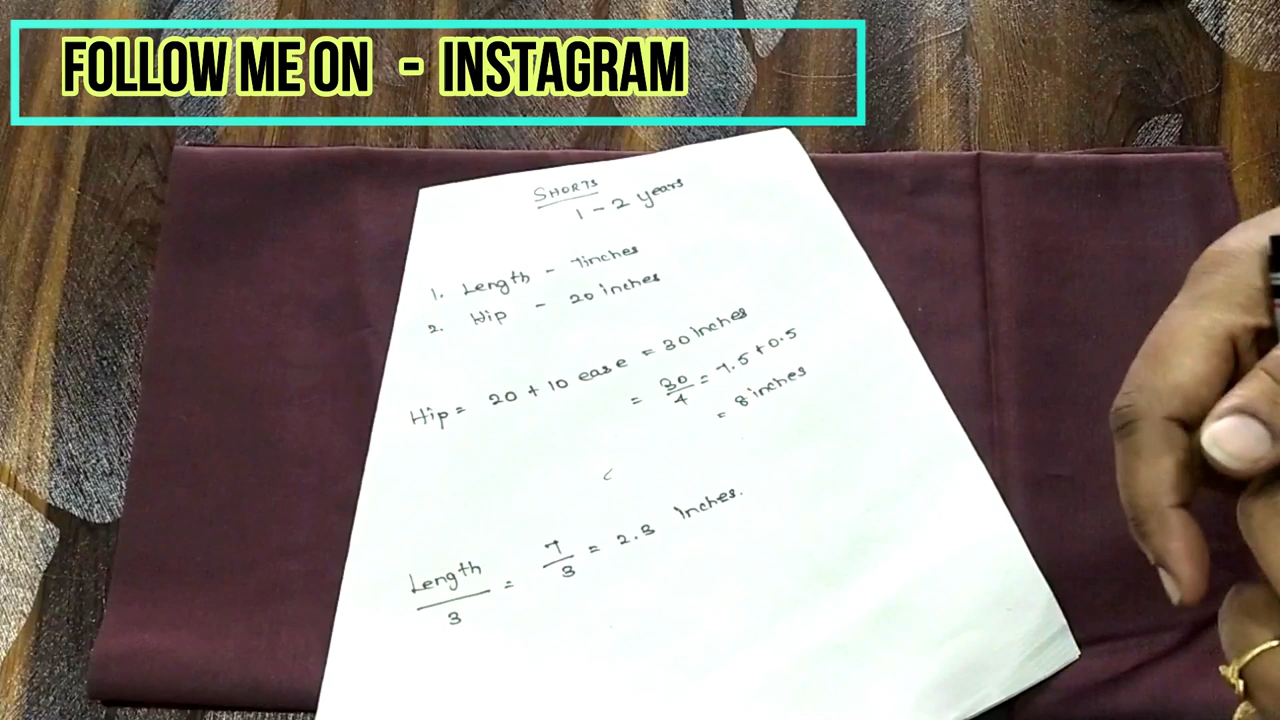 FOLLOW ME ON - INSTAGRAM
SHORTS
1 - 2 years
1. Length - 7inches
2. Hip - 20 inches
Hip = 20 + 10 ease = 30 inches
= 30/4 = 7.5 + 0.5
= 8 inches
Length/3 = 7/3 = 2.3 inches.